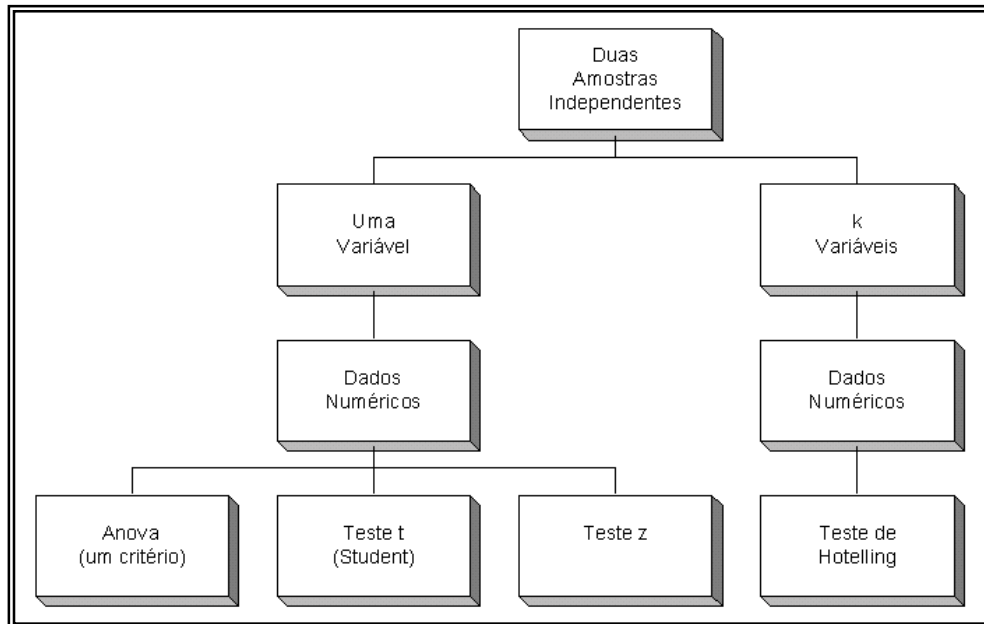 Duas
Amostras
Independentes
Uma
Variável
k
Variáveis
Dados
Numéricos
Dados
Numéricos
Anova
(um critério)
Teste t
(Student)
Teste z
Teste de
Hotelling